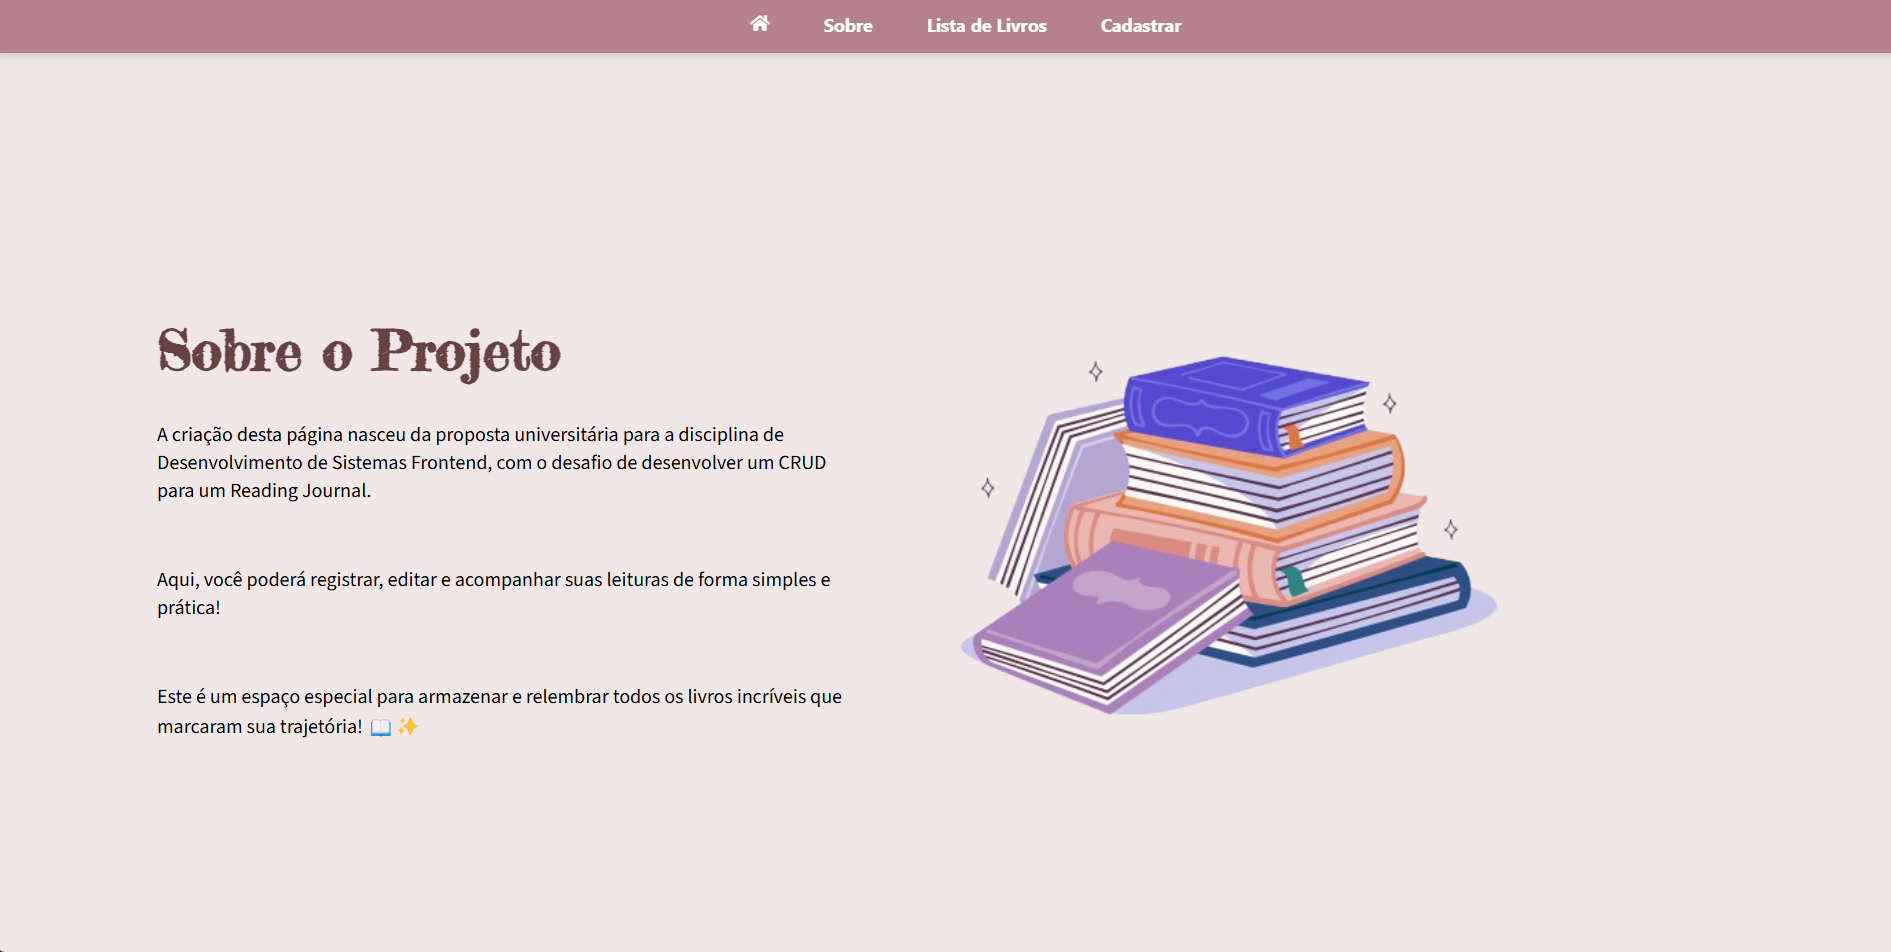 Sobre
Lista de Livros
Cadastrar
Sobre o Projeto
A criação desta página nasceu da proposta universitária para a disciplina de
Desenvolvimento de Sistemas Frontend, com o desafio de desenvolver um CRUD
para um Reading Journal.
Aqui, você poderá registrar, editar e acompanhar suas leituras de forma simples e
prática!
Este é um espaço especial para armazenar e relembrar todos os livros incríveis que
marcaram sua trajetória! 📖 ✨